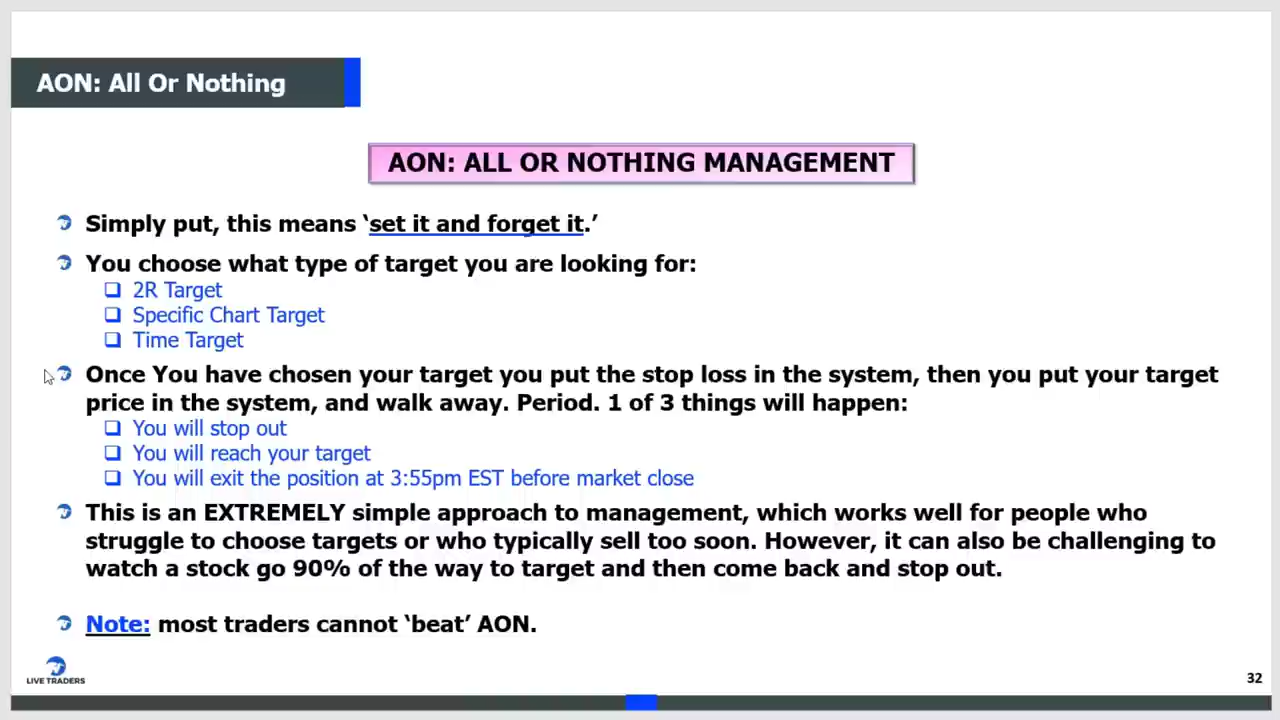 AON: All Or Nothing
AON: ALL OR NOTHING MANAGEMENT
Simply put, this means ‘set it and forget it.’
You choose what type of target you are looking for:
2R Target
Specific Chart Target
Time Target
Once You have chosen your target you put the stop loss in the system, then you put your target
price in the system, and walk away. Period. 1 of 3 things will happen:
You will stop out
You will reach your target
You will exit the position at 3:55pm EST before market close
This is an EXTREMELY simple approach to management, which works well for people who
struggle to choose targets or who typically sell too soon. However, it can also be challenging to
watch a stock go 90% of the way to target and then come back and stop out.
Note: most traders cannot ‘beat’ AON.
LIVE TRADERS
32